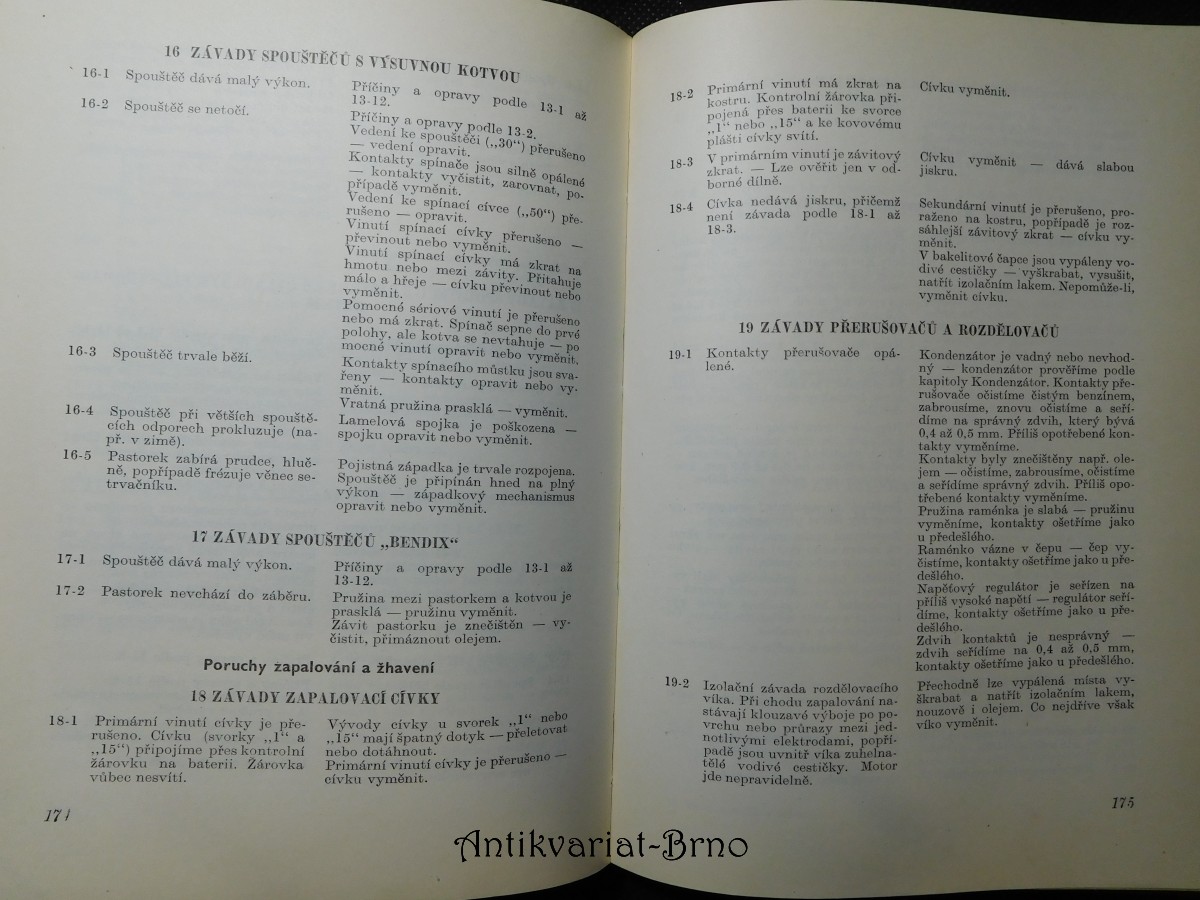 16 ZÁVADY SPOUŠTĚČŮ S VÝSUVNOU KOTVOU
16-1 Spouštěč dává malý výkon.
Příčiny a opravy podle 13-1 až
13-12.
16-2 Spouštěč se netočí.
Příčiny a opravy podle 13-2.
Vedení ke spouštěči („30“) přerušeno
— vedení opravit.
Kontakty spínače jsou silně opálené
— kontakty vyčistit, zarovnat, po-
případě vyměnit.
Vedení ke spínací cívce („50“) pře-
rušeno — opravit.
Vinutí spínací cívky přerušeno —
převinout nebo vyměnit.
Vinutí spínací cívky má zkrat na
hmotu nebo mezi závity. Přitahuje
málo a hřeje — cívku převinout nebo
vyměnit.
Pomocné sériové vinutí je přerušeno
nebo má zkrat. Spínač sepne do prvé
polohy, ale kotva se nevtahuje — po
mocné vinutí opravit nebo vyměnit.
16-3 Spouštěč trvale běží.
Kontakty spínacího můstku jsou sva-
řeny — kontakty opravit nebo vy-
měnit.
Vratná pružina prasklá — vyměnit.
16-4 Spouštěč při větších spouště-
cích odporech prokluzuje (na-
př. v zimě).
Lamelová spojka je poškozena —
spojku opravit nebo vyměnit.
16-5 Pastorek zabírá prudce, hluč-
ně, popřípadě frézuje věnec se-
trvačníku.
Pojistná západka je trvale rozpojena.
Spouštěč je připínán hned na plný
výkon — západkový mechanismus
opravit nebo vyměnit.
17 ZÁVADY SPOUŠTĚČŮ „BENDIX“
17-1 Spouštěč dává malý výkon.
Příčiny a opravy podle 13-1 až
13-12.
17-2 Pastorek nevchází do záběru.
Pružina mezi pastorkem a kotvou je
prasklá — pružinu vyměnit.
Závit pastorku je znečištěn — vy-
čistit, přimáznout olejem.
Poruchy zapalování a žhavení
18 ZÁVADY ZAPALOVACÍ CÍVKY
18-1 Primární vinutí cívky je pře-
rušeno. Cívku (svorky „1“ a
„15“) připojíme přes kontrolní
žárovku na baterii. Žárovka
vůbec nesvítí.
Vývody cívky u svorek „1“ nebo
„15“ mají špatný dotyk — přeletovat
nebo dotáhnout.
Primární vinutí cívky je přerušeno —
cívku vyměnit.
174
18-2 Primární vinutí má zkrat na
kostru. Kontrolní žárovka při-
pojená přes baterii ke svorce
„1“ nebo „15“ a ke kovovému
plášti cívky svítí.
Cívku vyměnit.
18-3 V primárním vinutí je závitový
zkrat. — Lze ověřit jen v od-
borné dílně.
Cívku vyměnit — dává slabou
jiskru.
18-4 Cívka nedává jiskru, přičemž
není závada podle 18-1 až
18-3.
Sekundární vinutí je přerušeno, pro-
raženo na kostru, popřípadě je roz-
sáhlejší závitový zkrat — cívku vy-
měnit.
V bakelitové čapce jsou vypáleny vo-
divé cestičky — vyškrabat, vysušit,
natřít izolačním lakem. Nepomůže-li,
vyměnit cívku.
19 ZÁVADY PŘERUŠOVAČŮ A ROZDĚLOVAČŮ
19-1 Kontakty přerušovače opá-
lené.
Kondenzátor je vadný nebo nevhod-
ný — kondenzátor prověříme podle
kapitoly Kondenzátor. Kontakty pře-
rušovače očistíme čistým benzínem,
zabrousíme, znovu očistíme a seří-
díme na správný zdvih, který bývá
0,4 až 0,5 mm. Příliš opotřebené kon-
takty vyměníme.
Kontakty byly znečištěny např. ole-
jem — očistíme, zabrousíme, očistíme
a seřídíme správný zdvih. Příliš opo-
třebené kontakty vyměníme.
Pružina raménka je slabá — pružinu
vyměníme, kontakty ošetříme jako
u předešlého.
Raménko vázne v čepu — čep vy-
čistíme, kontakty ošetříme jako u pře-
dešlého.
Napěťový regulátor je seřízen na
příliš vysoké napětí — regulátor seří-
díme, kontakty ošetříme jako u pře-
dešlého.
Zdvih kontaktů je nesprávný —
zdvih seřídíme na 0,4 až 0,5 mm,
kontakty ošetříme jako u předešlého.
19-2 Izolační závada rozdělovacího
víka. Při chodu zapalování na-
stávají klouzavé výboje po po-
vrchu nebo průrazy mezi jed-
notlivými elektrodami, popří-
padě jsou uvnitř víka zuhelna-
tělé vodivé cestičky. Motor
jde nepravidelně.
Přechodně lze vypálená místa vy-
škrabat a natřít izolačním lakem,
nouzově i olejem. Co nejdříve však
víko vyměnit.
175
Antikvariat-Brno